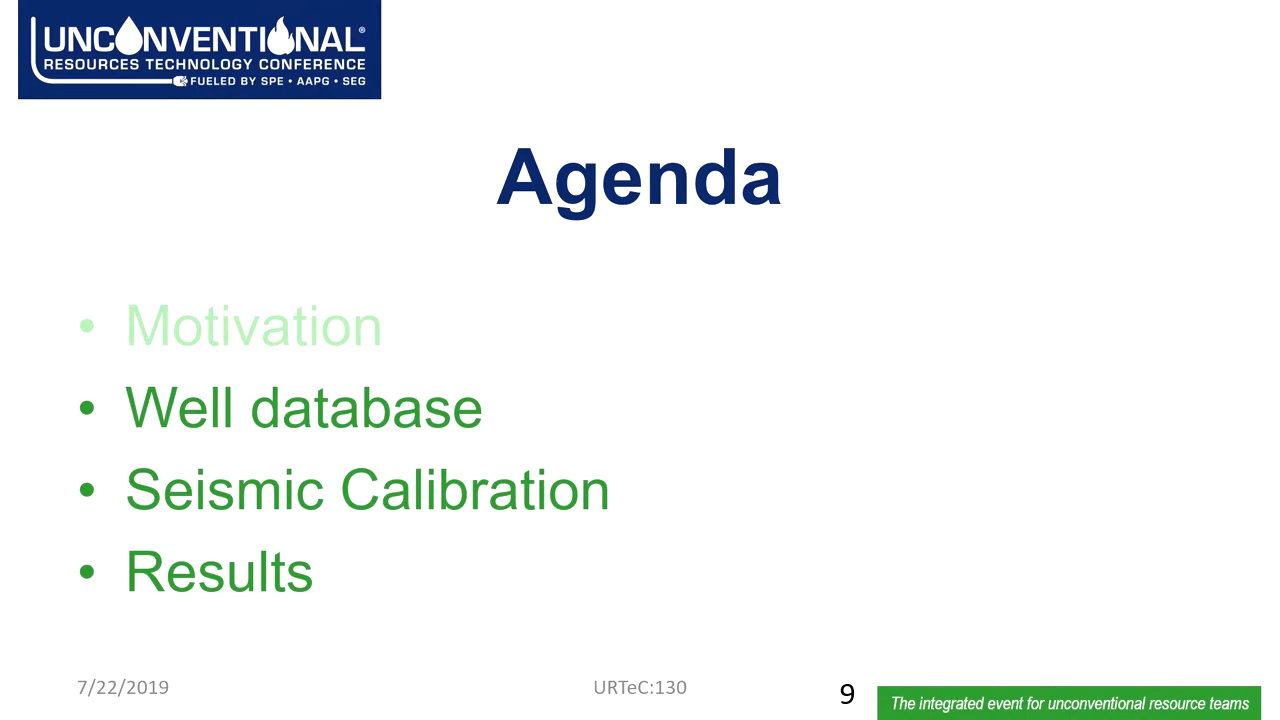 UNCONVENTIONAL®
RESOURCES TECHNOLOGY CONFERENCE
FUELED BY SPE • AAPG • SEG
Agenda
• Motivation
• Well database
• Seismic Calibration
• Results
7/22/2019
URTeC:130
9
The integrated event for unconventional resource teams